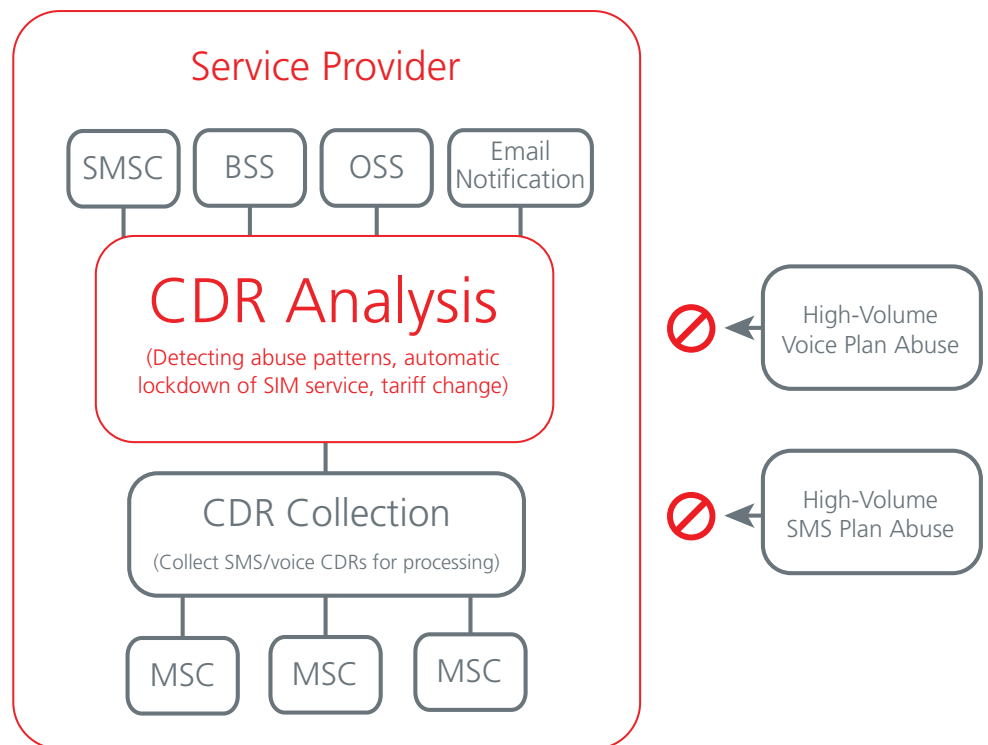 Service Provider
SMSC
BSS
OSS
Email
Notification
CDR Analysis
(Detecting abuse patterns, automatic
lockdown of SIM service, tariff change)
High-Volume
Voice Plan Abuse
CDR Collection
(Collect SMS/voice CDRs for processing)
High-Volume
SMS Plan Abuse
MSC
MSC
MSC